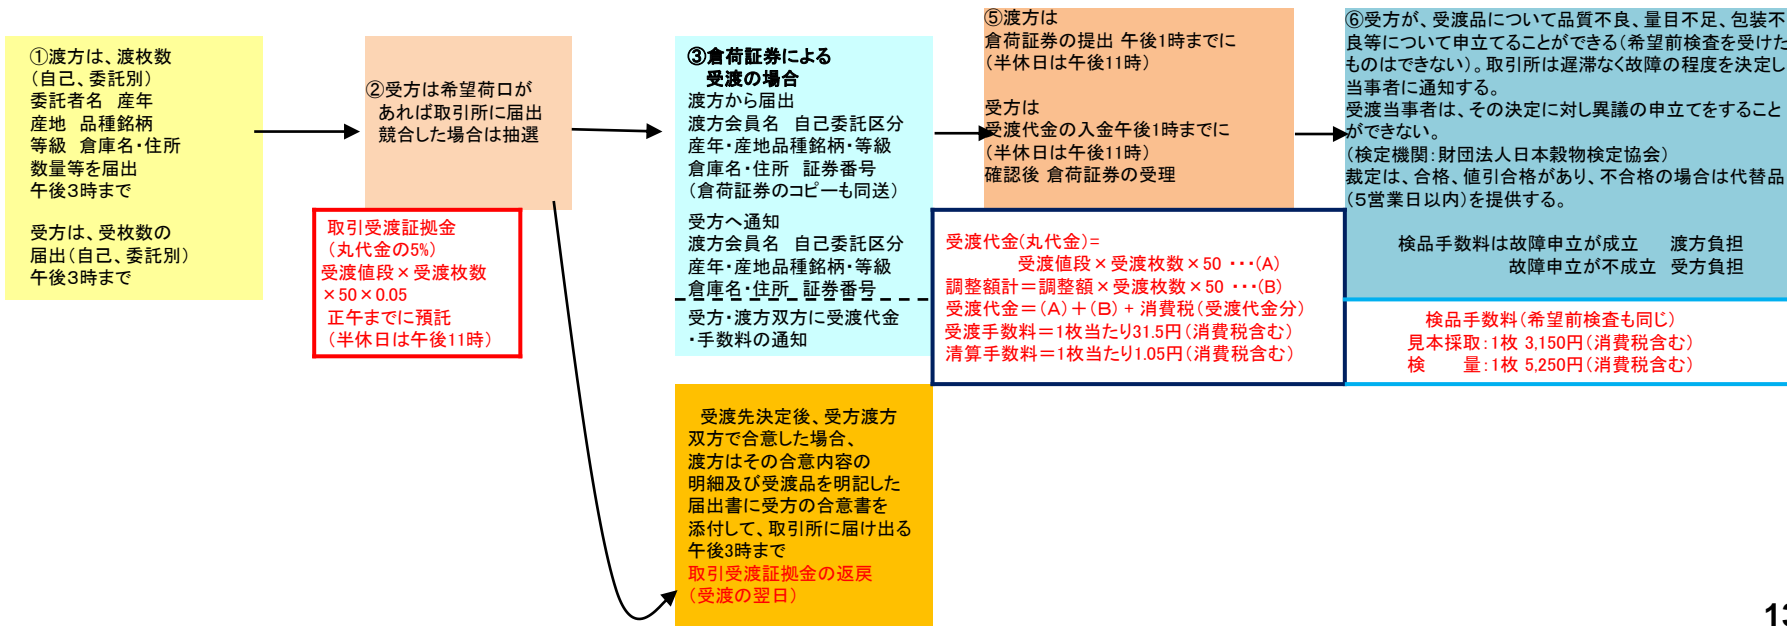 ①渡方は、渡枚数
(自己、委託別)
委託者名　産年
産地　品種銘柄
等級　倉庫名・住所
数量等を届出
午後３時まで
受方は、受枚数の
届出(自己、委託別)
午後３時まで
②受方は希望荷口が
あれば取引所に届出
競合した場合は抽選
取引受渡証拠金
(丸代金の5%)
受渡値段×受渡枚数
×50×0.05
正午までに預託
(半休日は午後11時)
③倉荷証券による
受渡の場合
渡方から届出
渡方会員名　自己委託区分
産年・産地品種銘柄・等級
倉庫名・住所　証券番号
(倉荷証券のコピーも同送)
受方へ通知
渡方会員名　自己委託区分
産年・産地品種銘柄・等級
倉庫名・住所　証券番号
受方・渡方双方に受渡代金
・手数料の通知
受渡先決定後、受方渡方
双方で合意した場合、
渡方はその合意内容の
明細及び受渡品を明記した
届出書に受方の合意書を
添付して、取引所に届け出る
午後3時まで
取引受渡証拠金の返戻
(受渡の翌日)
⑤渡方は
倉荷証券の提出 午後1時までに
(半休日は午後11時)
受方は
受渡代金の入金午後1時までに
(半休日は午後11時)
確認後 倉荷証券の受理
受渡代金(丸代金)=
受渡値段×受渡枚数×50 ・・・(A)
調整額計＝調整額×受渡枚数×50 ・・・(B)
受渡代金＝(Ａ)＋(Ｂ)＋消費税(受渡代金分)
受渡手数料＝1枚当たり31.5円(消費税含む)
清算手数料＝1枚当たり1.05円(消費税含む)
⑥受方が、受渡品について品質不良、量目不足、包装不
良等について申立てることができる(希望前検査を受けた
ものはできない)。取引所は遅滞なく故障の程度を決定し
当事者に通知する。
受渡当事者は、その決定に対し異議の申立てをすること
ができない。
(検定機関：財団法人日本穀物検定協会)
裁定は、合格、値引合格があり、不合格の場合は代替品
(5営業日以内)を提供する。
検品手数料は故障申立が成立　渡方負担
故障申立が不成立　受方負担
検品手数料(希望前検査も同じ)
見本採取：1枚 3,150円(消費税含む)
検　　量：1枚 5,250円(消費税含む)